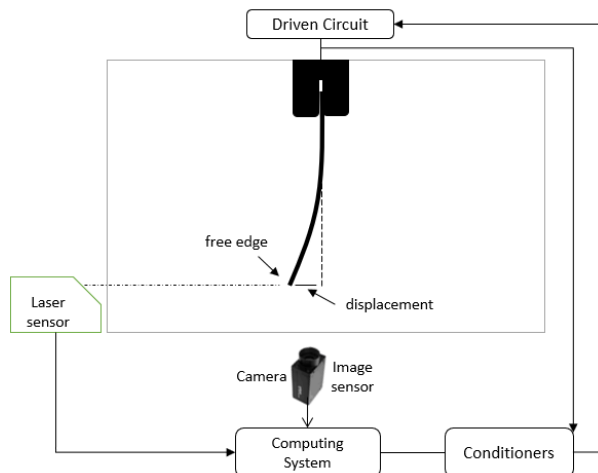 Driven Circuit
free edge
displacement
Laser
sensor
Camera
Image
sensor
Computing
System
Conditioners